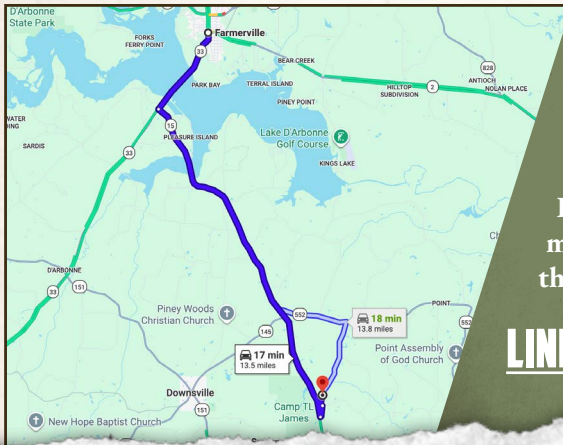 D'Arbonne
State Park
FORKS
FERRY POINT
Farmerville
33
BEAR CREEK
828
ANTIOCH
NOLAN PLACE
HILLTOP
SUBDIVISION
2
PARK BAY
TERRAL ISLAND
PINEY POINT
15
PLEASURE ISLAND
Lake D'Arbonne
Golf Course
KINGS LAKE
SARDIS
33
D'ARBONNE
33
151
Piney Woods
Christian Church
145
552
18 min
13.8 miles
POINT
552
17 min
13.5 miles
Point Assembly
of God Church
Downsville
151
Camp TL
James
New Hope Baptist Church